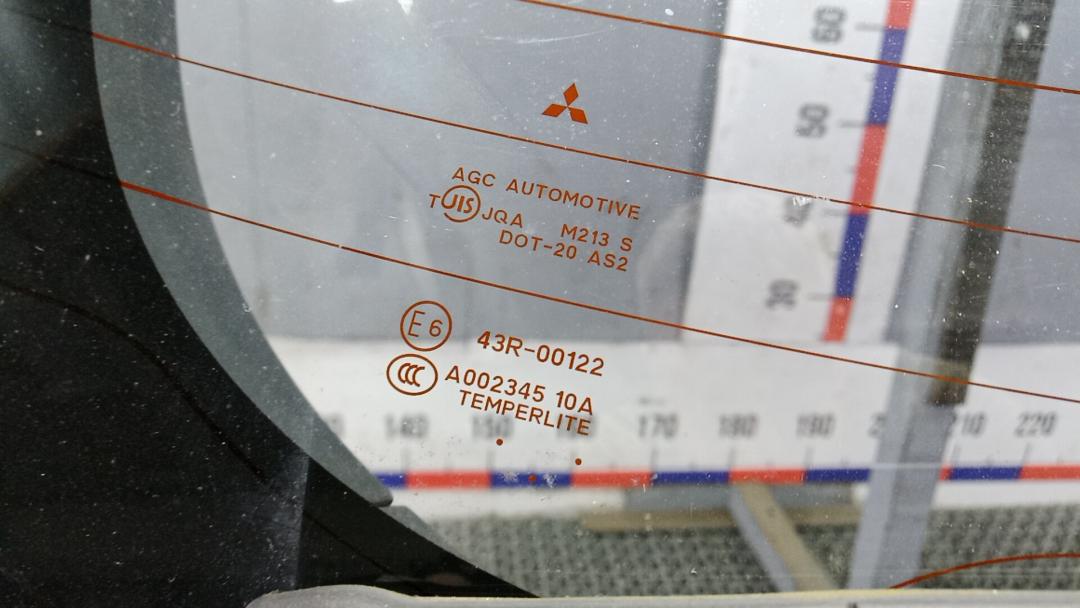 60
50
40
30
AGC AUTOMOTIVE
T JIS JQA M213 S
DOT-20 AS2
E6 43R-00122
CCC A002345 10A
TEMPERLITE
140 150 170 180 190 210 220